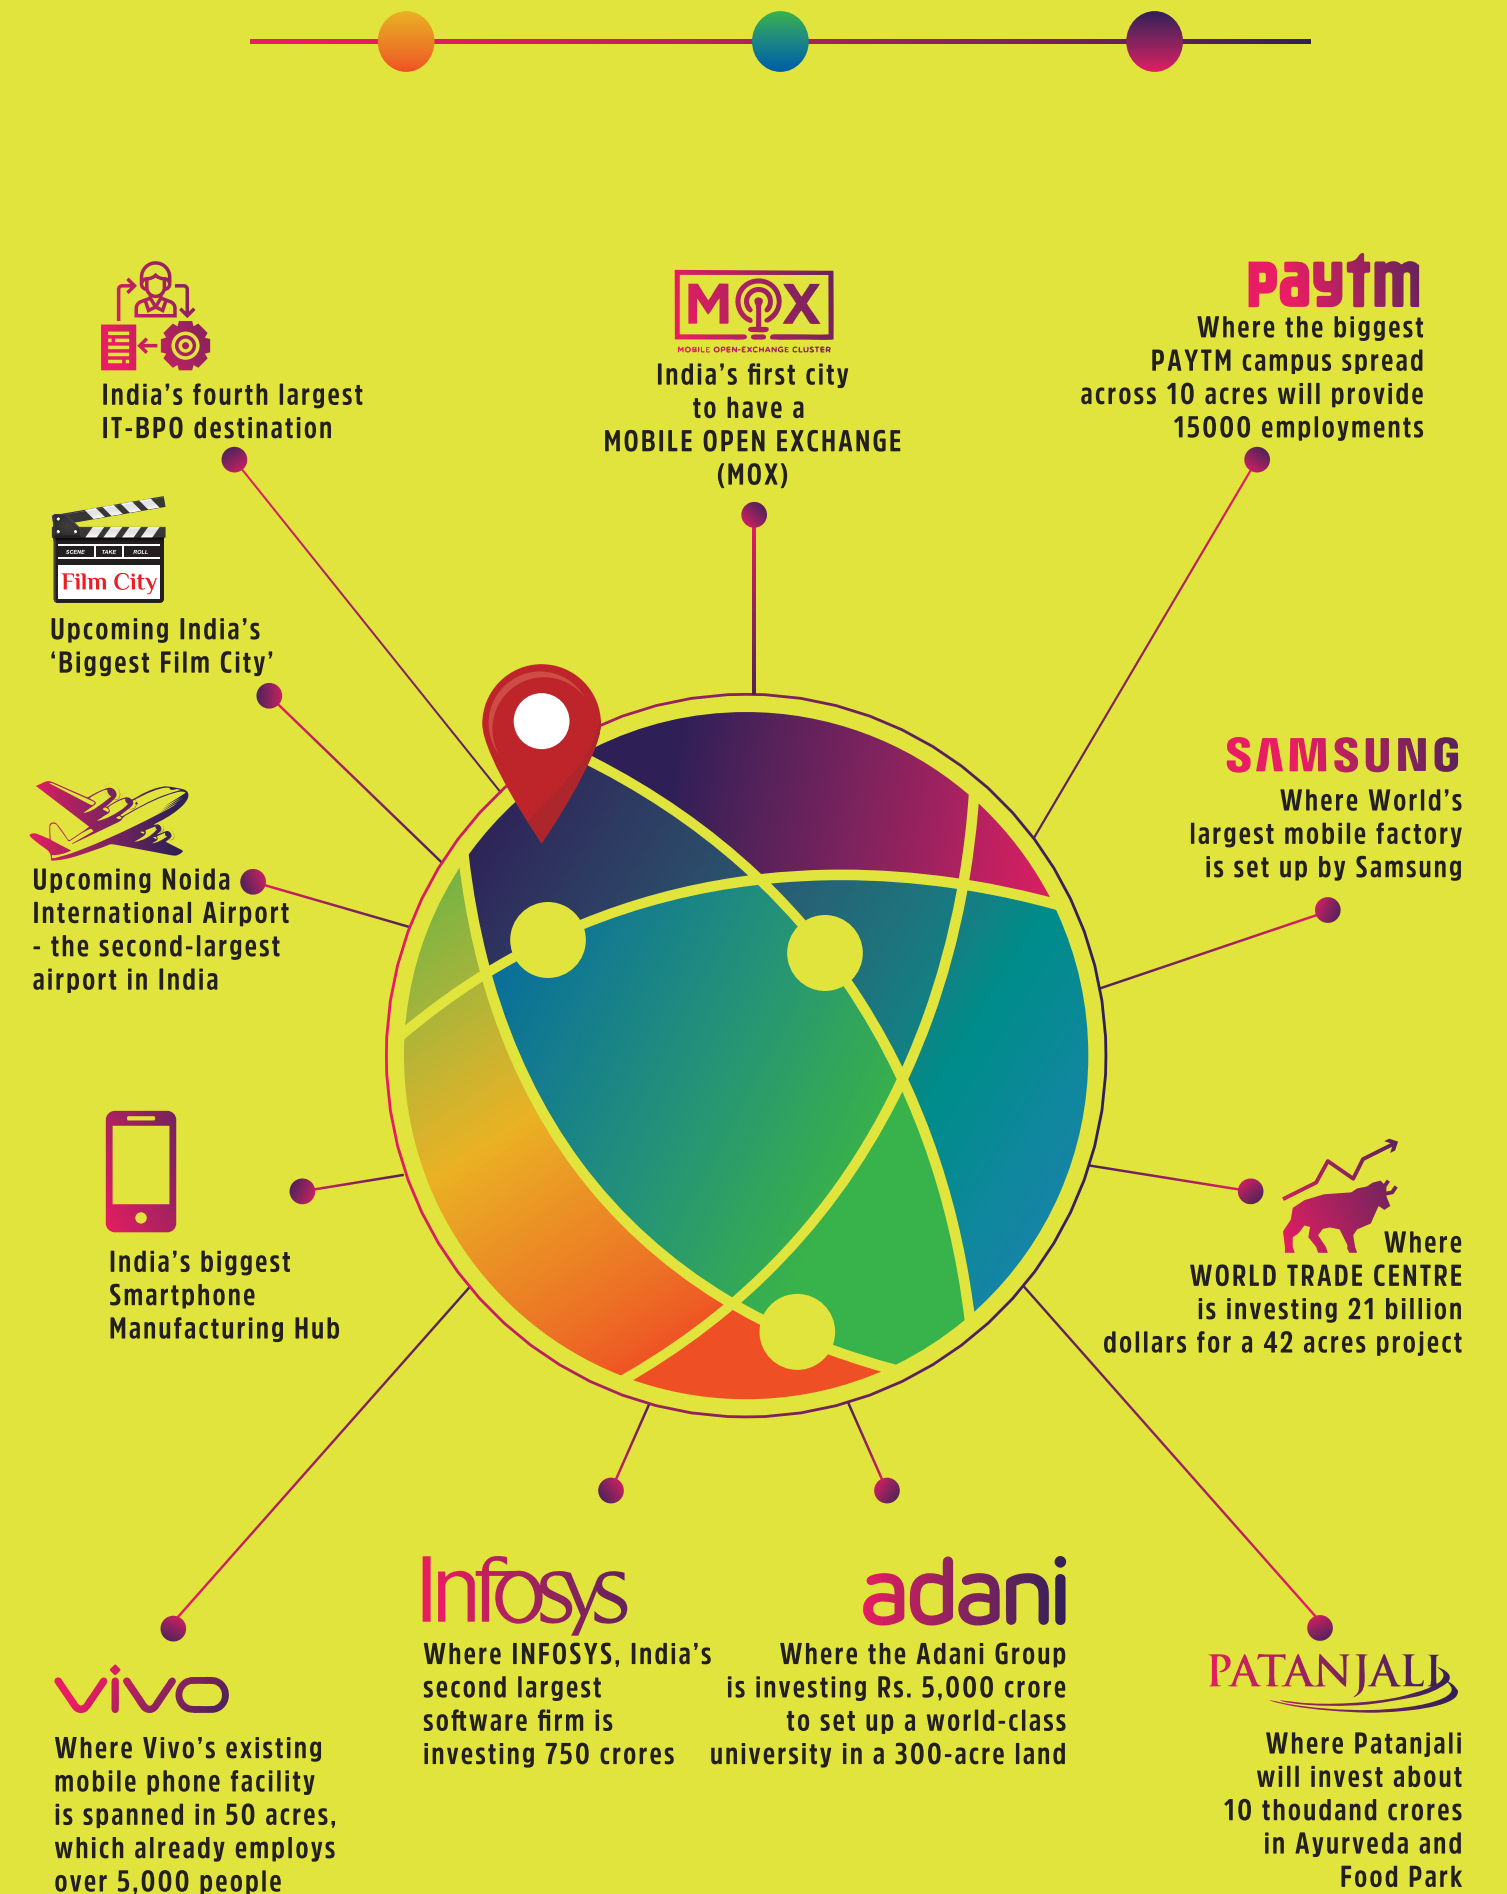 India's fourth largest
IT-BPO destination
MOX
MOBILE OPEN-EXCHANGE CLUSTER
India's first city
to have a
MOBILE OPEN EXCHANGE
(MOX)
paytm
Where the biggest
PAYTM campus spread
across 10 acres will provide
15000 employments
SCENE TAKE ROLL
Film City
Upcoming India's
‘Biggest Film City’
SAMSUNG
Where World's
largest mobile factory
is set up by Samsung
Upcoming Noida
International Airport
- the second-largest
airport in India
India's biggest
Smartphone
Manufacturing Hub
Where
WORLD TRADE CENTRE
is investing 21 billion
dollars for a 42 acres project
vivo
Where Vivo's existing
mobile phone facility
is spanned in 50 acres,
which already employs
over 5,000 people
Infosys
Where INFOSYS, India's
second largest
software firm is
investing 750 crores
adani
Where the Adani Group
is investing Rs. 5,000 crore
to set up a world-class
university in a 300-acre land
PATANJALI
Where Patanjali
will invest about
10 thoudand crores
in Ayurveda and
Food Park